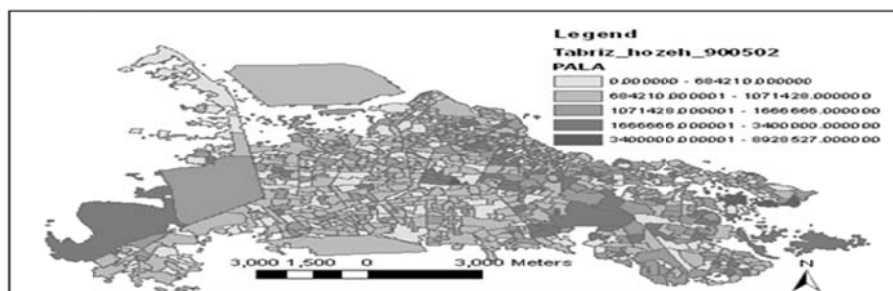 Legend
Tabriz_hozeh_900502
PALA
0.000000 - 684210.000000
684210.000001 - 1071428.000000
1071428.000001 - 1666666.000000
1666666.000001 - 3400000.000000
3400000.000001 - 8928527.000000
3,000 1,500 0 3,000 Meters
N